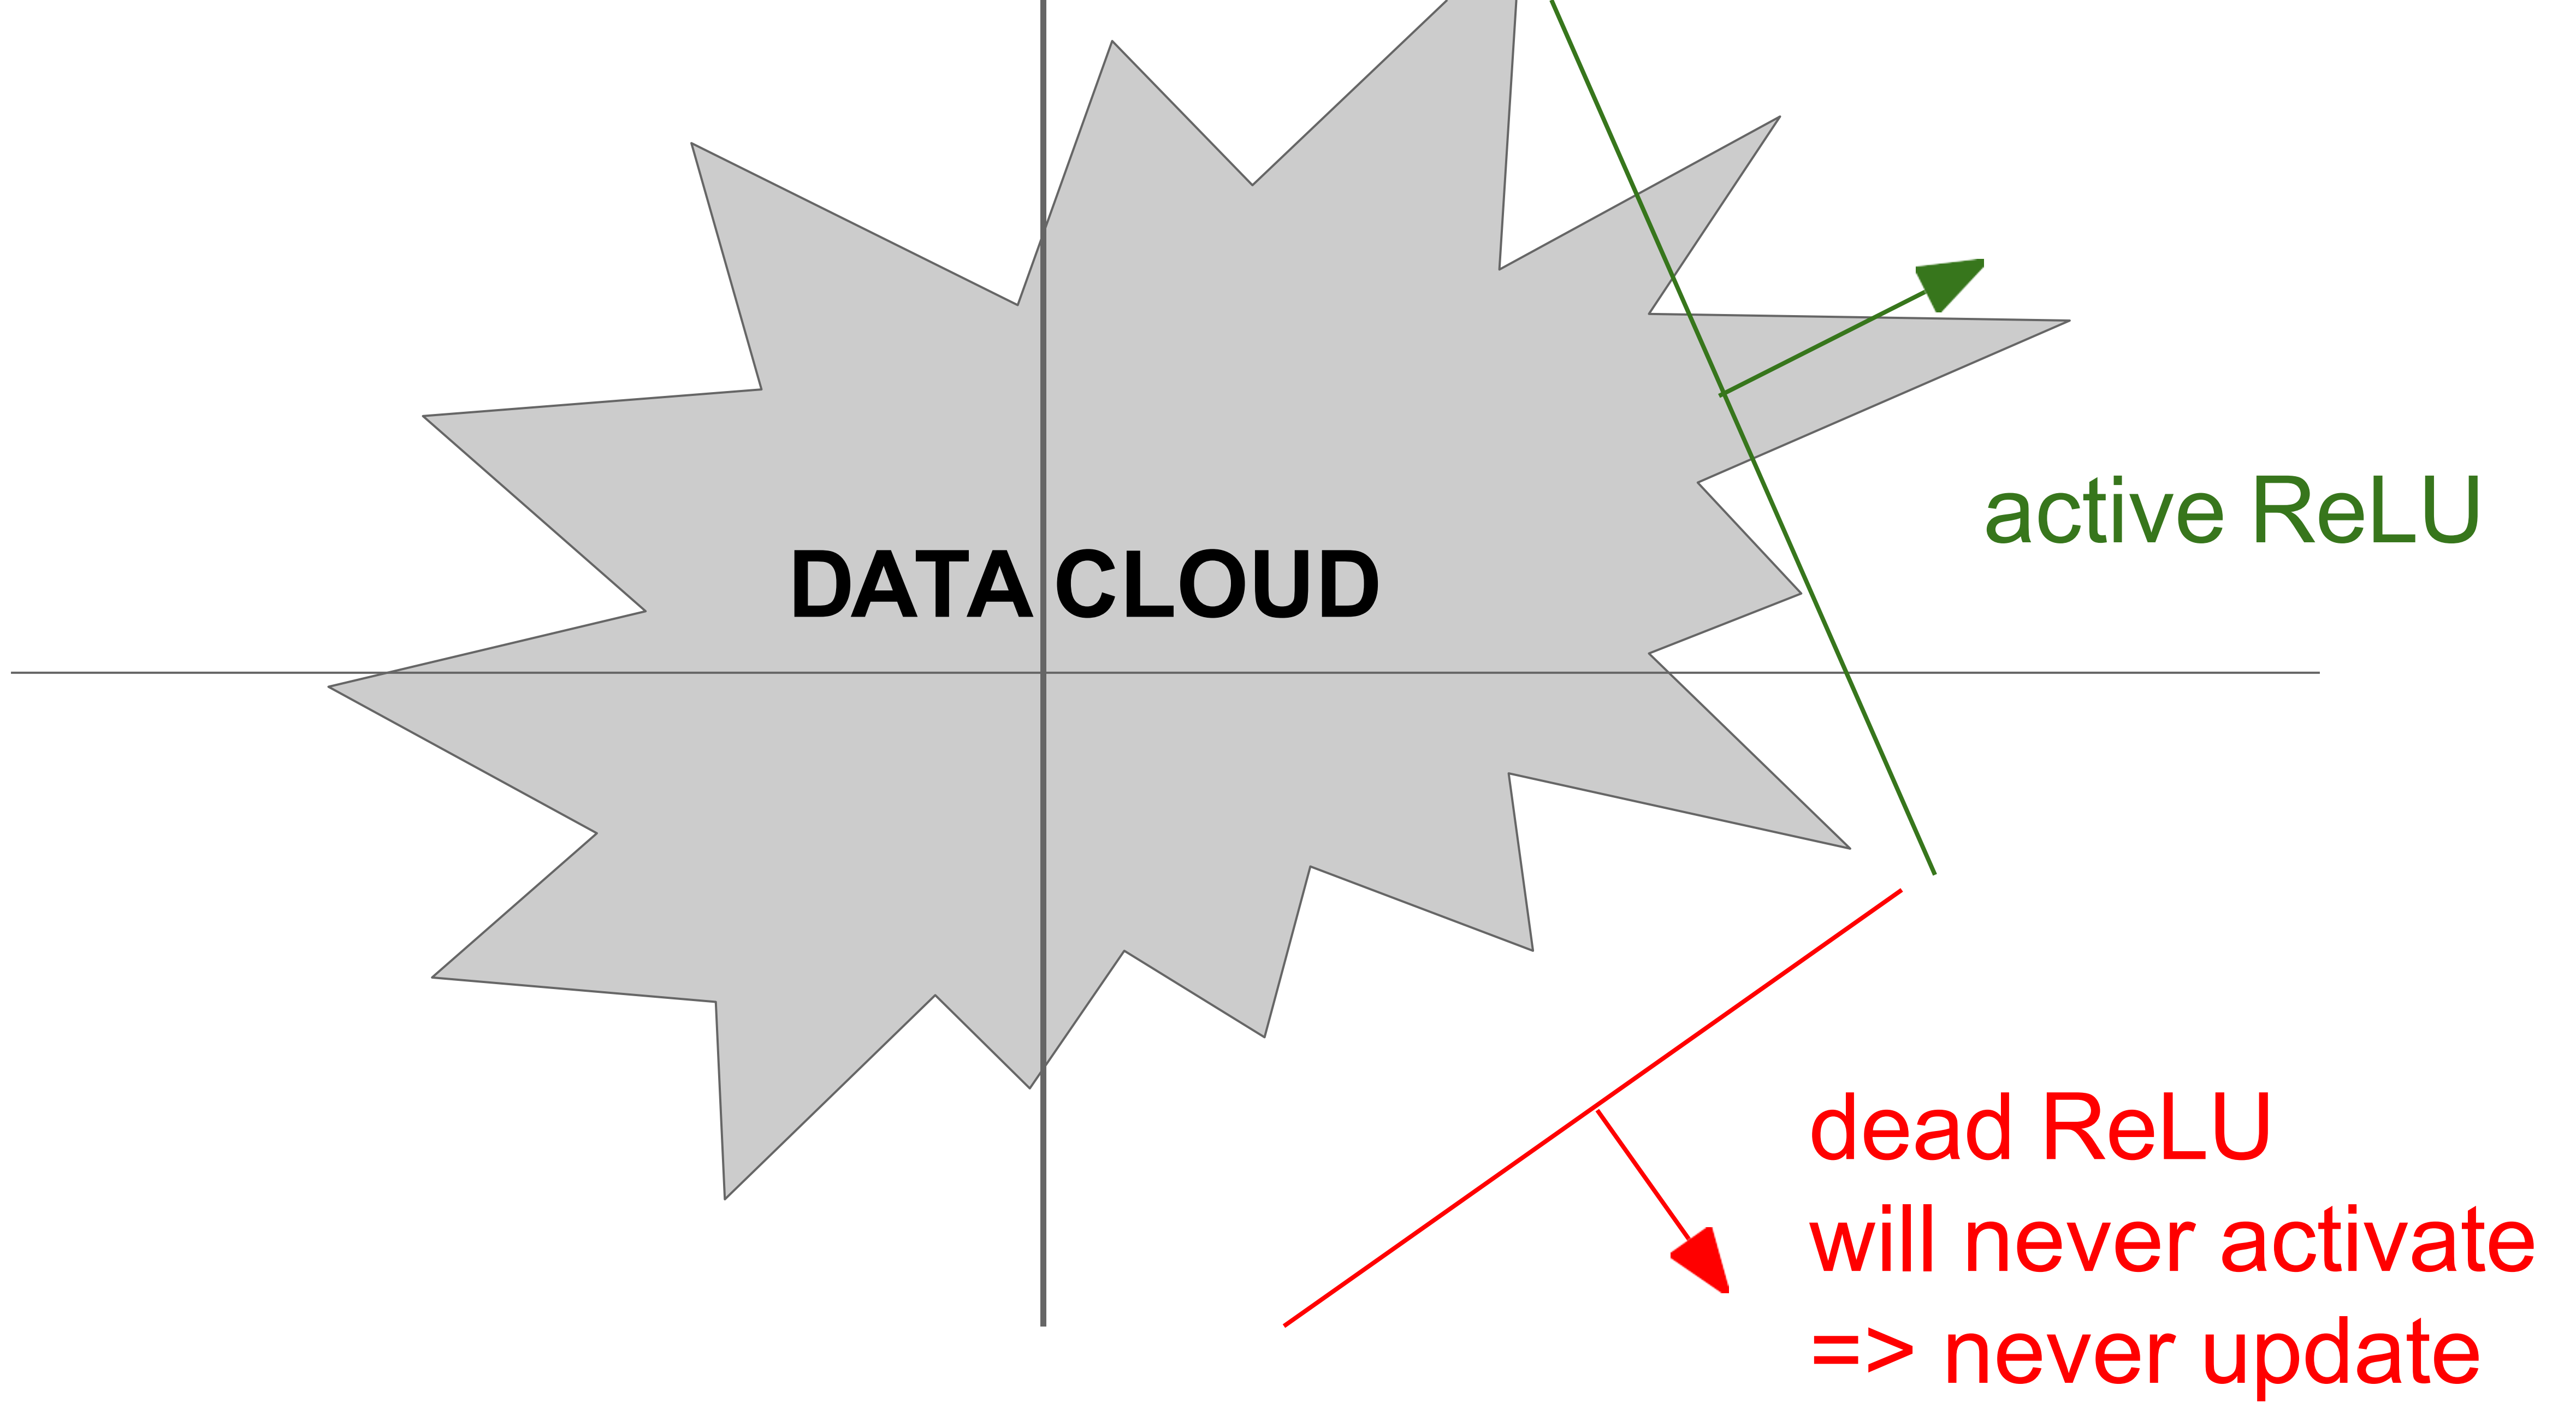 DATA CLOUD
active ReLU
dead ReLU
will never activate
=> never update